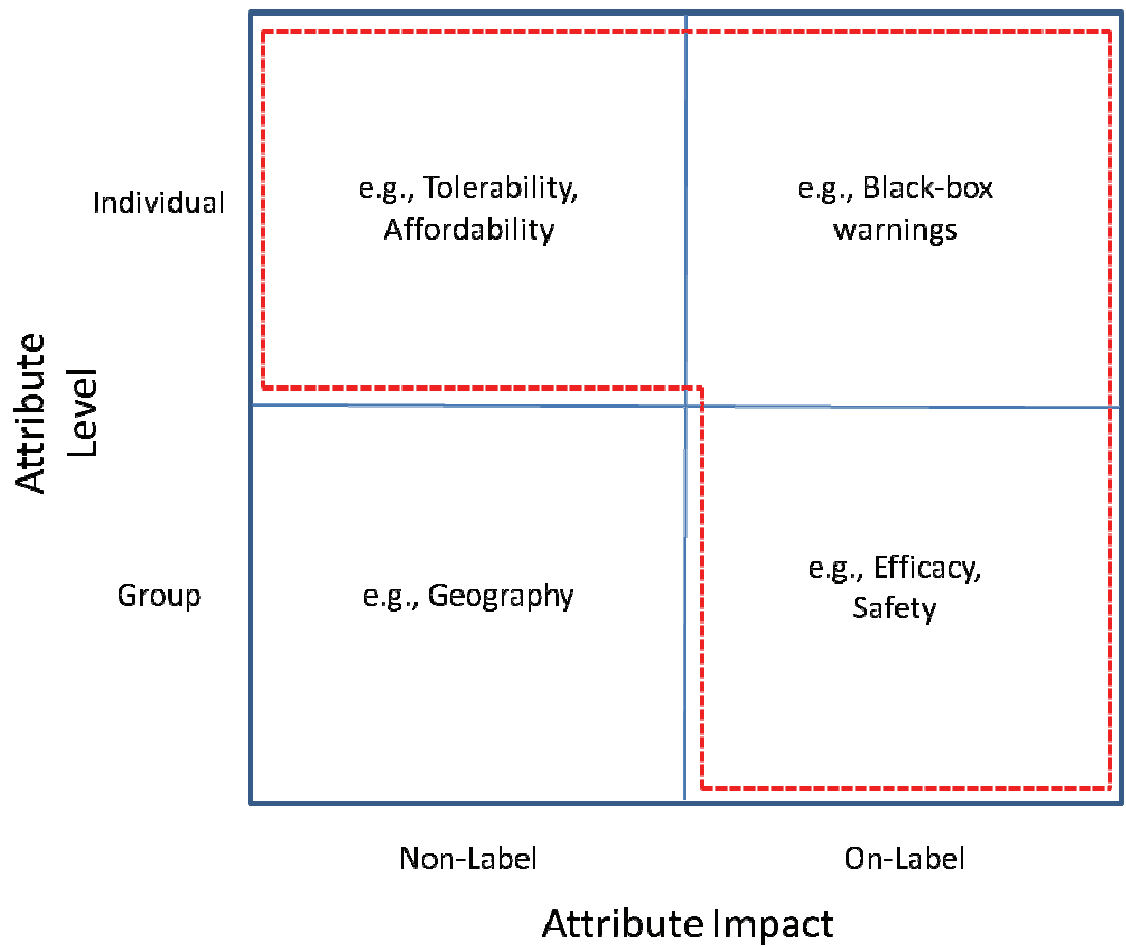 Attribute
Level
Individual
e.g., Tolerability,
Affordability
e.g., Black-box
warnings
Group
e.g., Geography
e.g., Efficacy,
Safety
Non-Label
On-Label
Attribute Impact